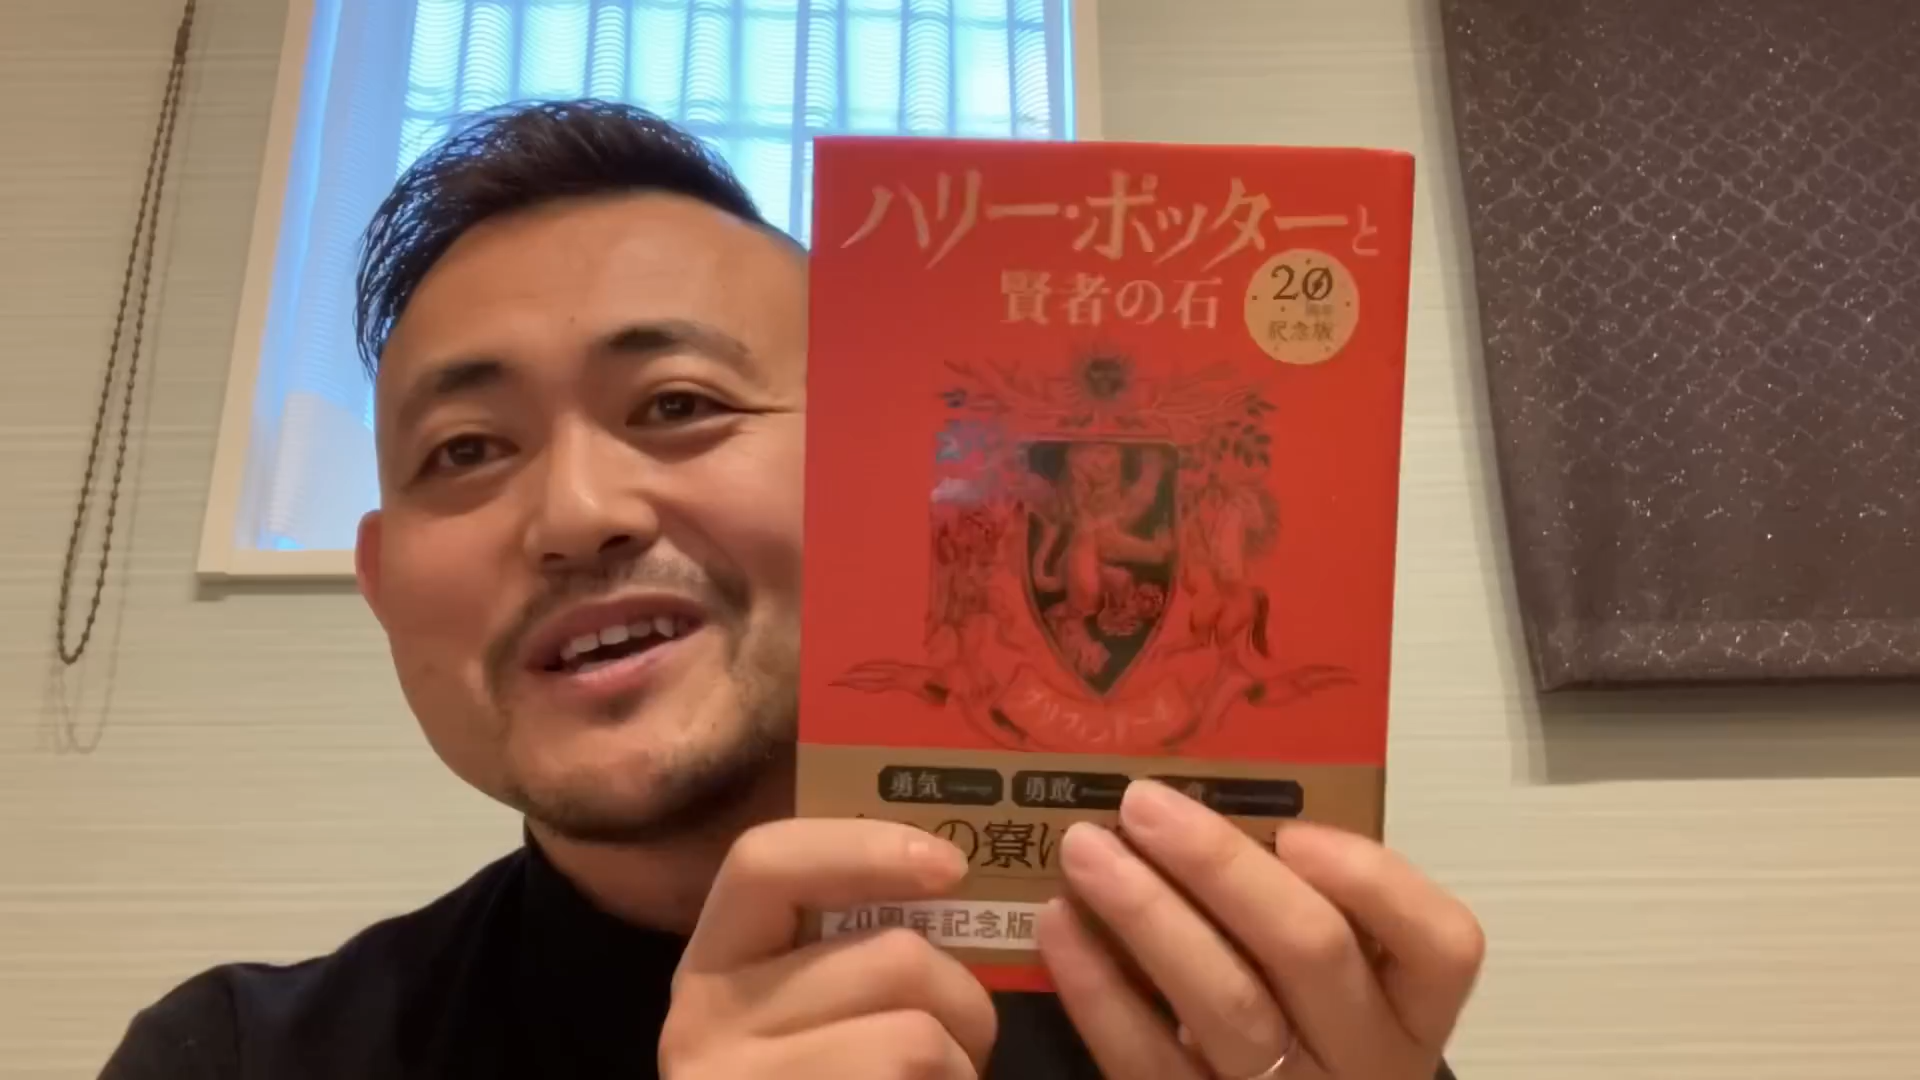 ハリー・ポッターと
賢者の石
20
周年
記念版
グリフィンドール
勇気
勇敢
の寮に
20周年記念版